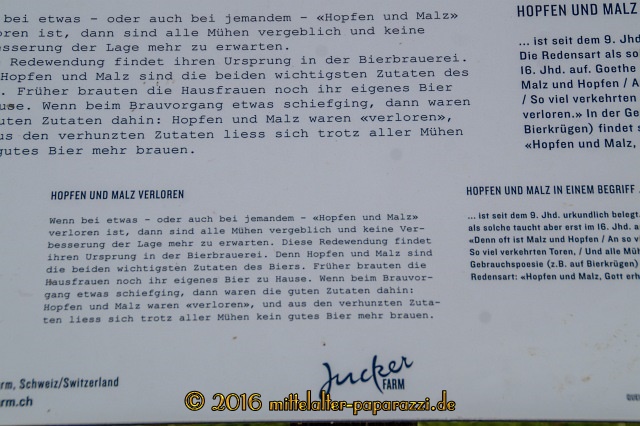 bei etwas – oder auch bei jemandem – «Hopfen und Malz»
oren ist, dann sind alle Mühen vergeblich und keine
esserung der Lage mehr zu erwarten.
Redewendung findet ihren Ursprung in der Bierbrauerei.
Hopfen und Malz sind die beiden wichtigsten Zutaten des
. Früher brauten die Hausfrauen noch ihr eigenes Bier
use. Wenn beim Brauvorgang etwas schiefging, dann waren
uten Zutaten dahin: Hopfen und Malz waren «verloren»,
us den verhunzten Zutaten liess sich trotz aller Mühen
gutes Bier mehr brauen.
HOPFEN UND MALZ
... ist seit dem 9. Jhd.
Die Redensart als so
16. Jhd. auf. Goethe
Malz und Hopfen / A
/ So viel verkehrten
verloren.» In der Ge
Bierkrügen) findet s
«Hopfen und Malz,
HOPFEN UND MALZ VERLOREN
Wenn bei etwas – oder auch bei jemandem – «Hopfen und Malz»
verloren ist, dann sind alle Mühen vergeblich und keine Ver-
besserung der Lage mehr zu erwarten. Diese Redewendung findet
ihren Ursprung in der Bierbrauerei. Denn Hopfen und Malz sind
die beiden wichtigsten Zutaten des Biers. Früher brauten die
Hausfrauen noch ihr eigenes Bier zu Hause. Wenn beim Brauvor-
gang etwas schiefging, dann waren die guten Zutaten dahin:
Hopfen und Malz waren «verloren», und aus den verhunzten Zuta-
ten liess sich trotz aller Mühen kein gutes Bier mehr brauen.
HOPFEN UND MALZ IN EINEM BEGRIFF ...
... ist seit dem 9. Jhd. urkundlich belegt.
als solche taucht aber erst im 16. Jhd. a
«Denn oft ist Malz und Hopfen / An so vi
So viel verkehrten Toren, / Und alle Müh
Gebrauchspoesie (z.B. auf Bierkrügen)
Redensart: «Hopfen und Malz, Gott erh
Jucker
FARM
arm, Schweiz/Switzerland
rm.ch
QUE
© 2016 mittelalter-paparazzi.de